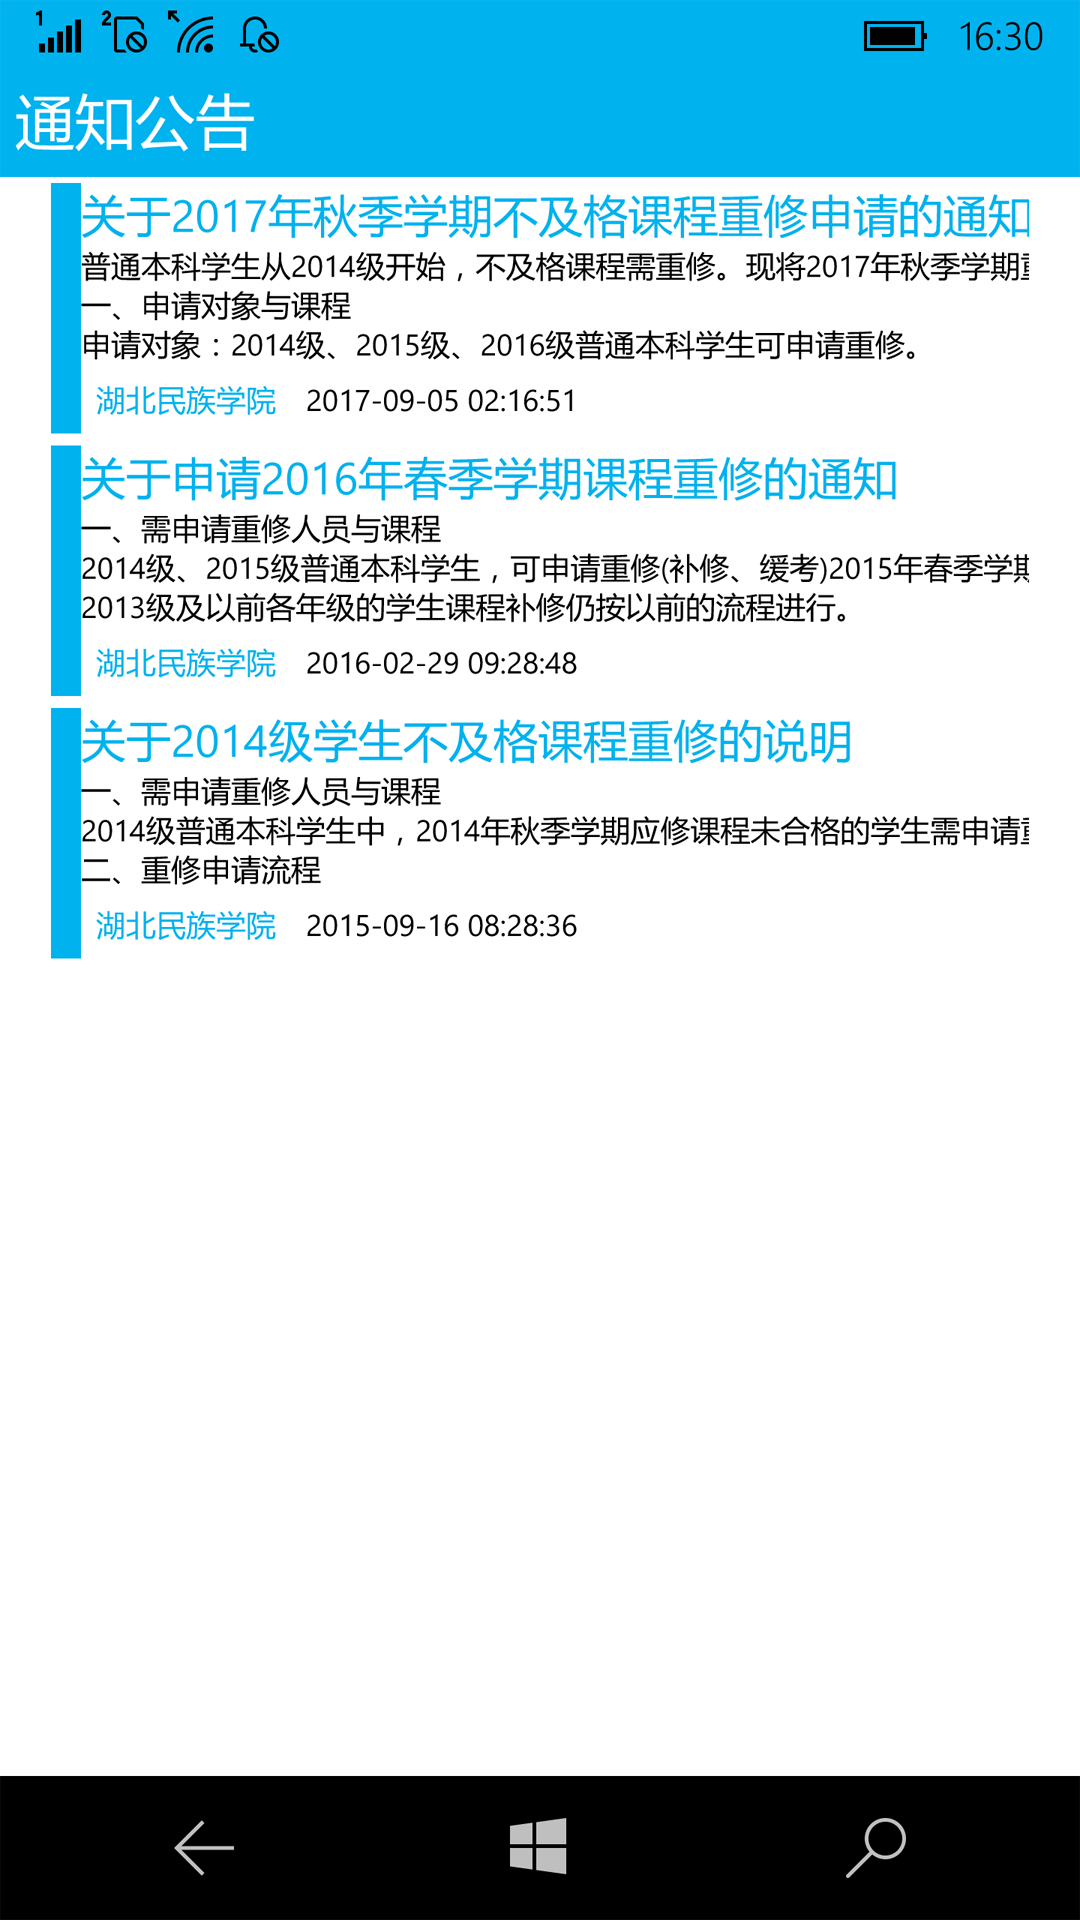 1 2 16:30
通知公告
关于2017年秋季学期不及格课程重修申请的通知
普通本科学生从2014级开始，不及格课程需重修。现将2017年秋季学期
一、申请对象与课程
申请对象：2014级、2015级、2016级普通本科学生可申请重修。
湖北民族学院 2017-09-05 02:16:51
关于申请2016年春季学期课程重修的通知
一、需申请重修人员与课程
2014级、2015级普通本科学生，可申请重修(补修、缓考)2015年春季学期
2013级及以前各年级的学生课程补修仍按以前的流程进行。
湖北民族学院 2016-02-29 09:28:48
关于2014级学生不及格课程重修的说明
一、需申请重修人员与课程
2014级普通本科学生中，2014年秋季学期应修课程未合格的学生需申请
二、重修申请流程
湖北民族学院 2015-09-16 08:28:36